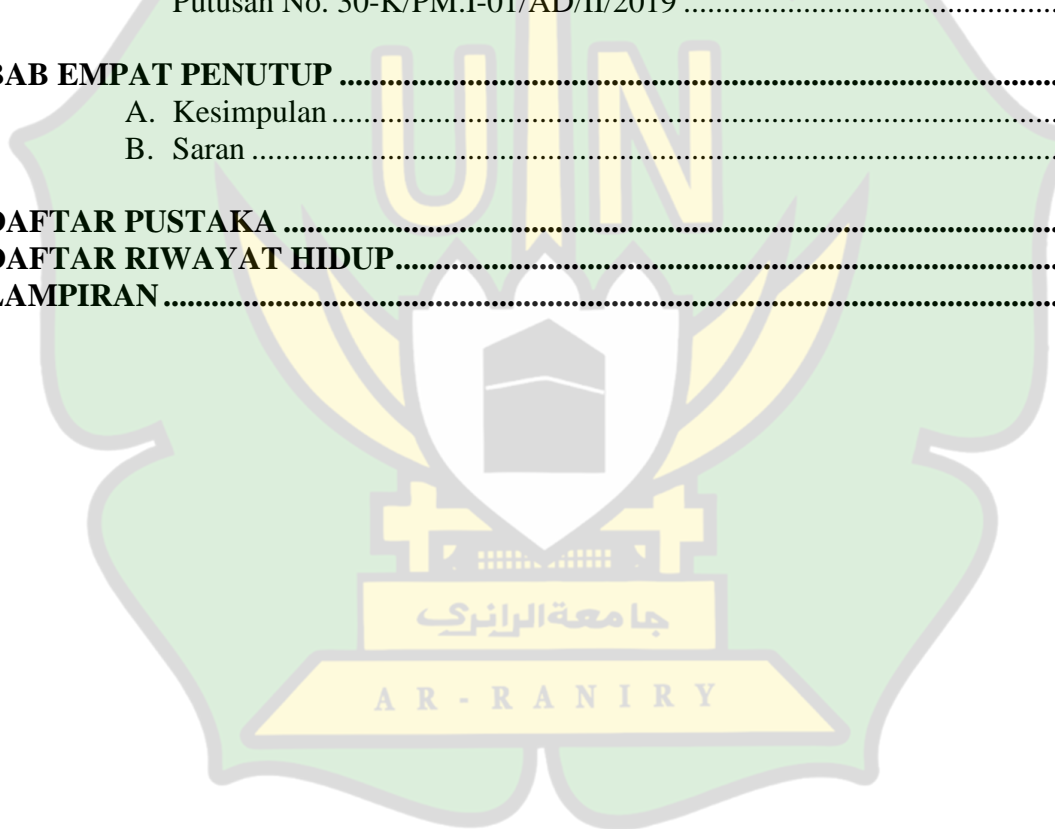 Putusan No. 30-K/PM.I-01/AD/II/2019 ........................................................
BAB EMPAT PENUTUP ........................................................................................
A. Kesimpulan ........................................................................................
B. Saran ........................................................................................
DAFTAR PUSTAKA ........................................................................................
DAFTAR RIWAYAT HIDUP........................................................................................
LAMPIRAN ........................................................................................
UIN
جامعة الرانري
AR-RANIRY